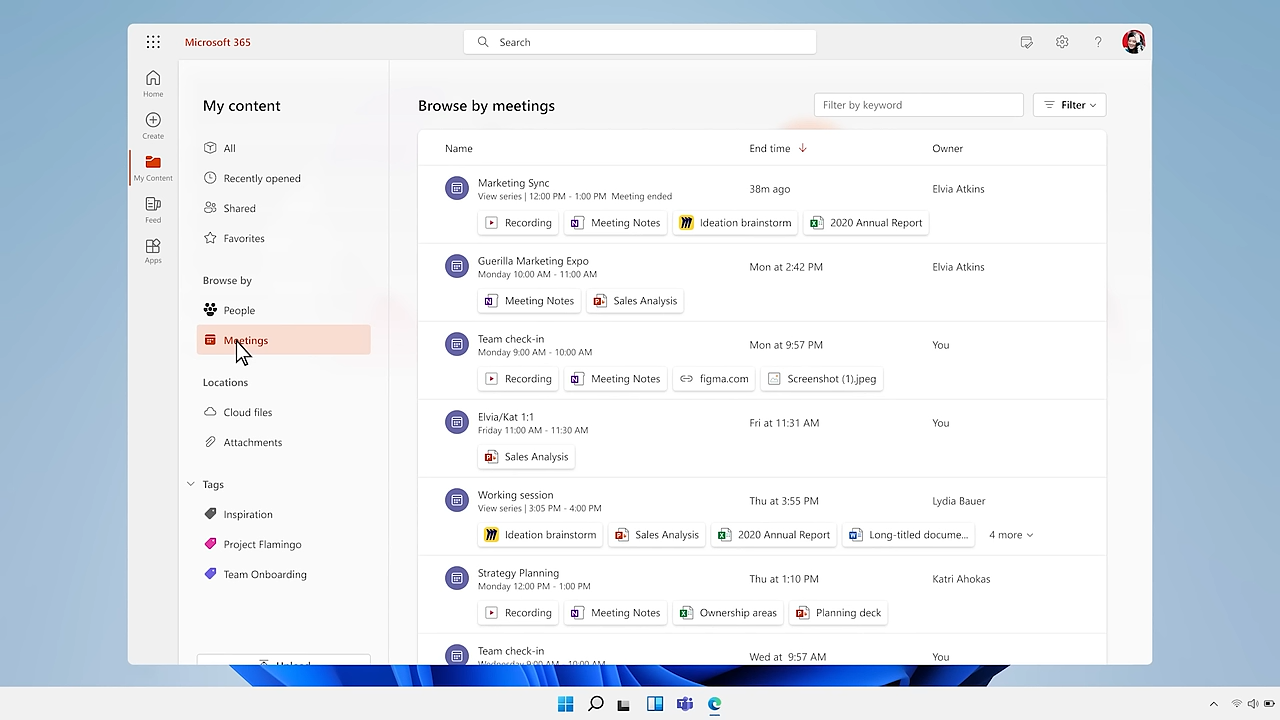 Microsoft 365
Search
?
Home
Create
My Content
Feed
Apps
My content
All
Recently opened
Shared
Favorites
Browse by
People
Meetings
Locations
Cloud files
Attachments
Tags
Inspiration
Project Flamingo
Team Onboarding
Upload
Browse by meetings
Filter by keyword
Filter
Name End time Owner
Marketing Sync
View series | 12:00 PM - 1:00 PM Meeting ended
38m ago
Elvia Atkins
Recording Meeting Notes Ideation brainstorm 2020 Annual Report
Guerilla Marketing Expo
Monday 10:00 AM - 11:00 AM
Mon at 2:42 PM
Elvia Atkins
Meeting Notes Sales Analysis
Team check-in
Monday 9:00 AM - 10:00 AM
Mon at 9:57 PM
You
Recording Meeting Notes figma.com Screenshot (1).jpeg
Elvia/Kat 1:1
Friday 11:00 AM - 11:30 AM
Fri at 11:31 AM
You
Sales Analysis
Working session
View series | 3:05 PM - 4:00 PM
Thu at 3:55 PM
Lydia Bauer
Ideation brainstorm Sales Analysis 2020 Annual Report Long-titled docume... 4 more
Strategy Planning
Monday 12:00 PM - 1:00 PM
Thu at 1:10 PM
Katri Ahokas
Recording Meeting Notes Ownership areas Planning deck
Team check-in
Wednesday 9:00 AM - 10:00 AM
Wed at 9:57 AM
You